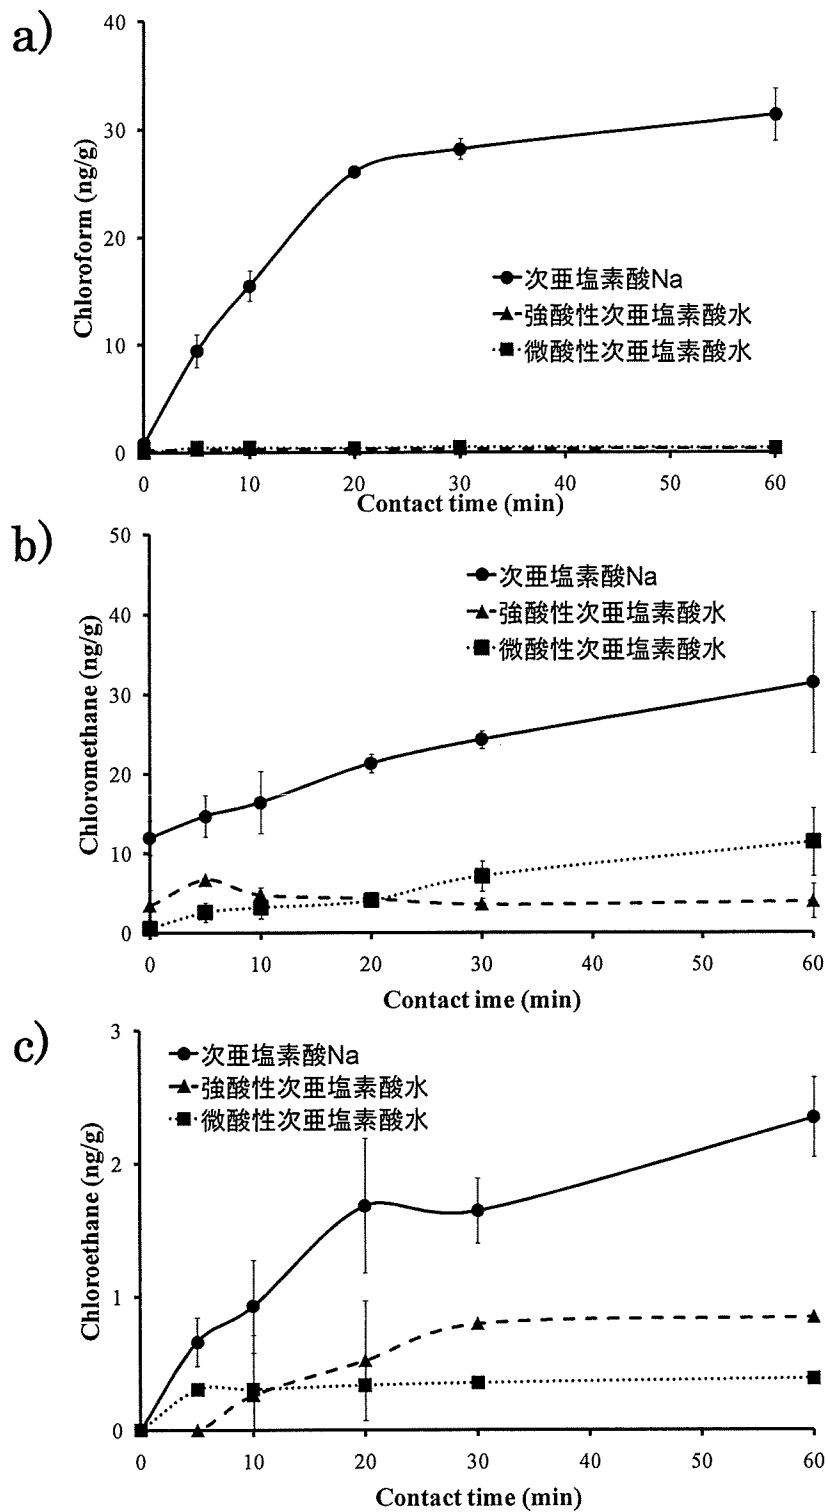 a)
40
30
20
10
0
Chloroform (ng/g)
次亜塩素酸Na
強酸性次亜塩素酸水
微酸性次亜塩素酸水
0 10 20 30 40 50 60
Contact time (min)
b)
50
40
30
20
10
0
Chloromethane (ng/g)
次亜塩素酸Na
強酸性次亜塩素酸水
微酸性次亜塩素酸水
0 10 20 30 40 50 60
Contact ime (min)
c)
3
2
1
0
Chloroethane (ng/g)
次亜塩素酸Na
強酸性次亜塩素酸水
微酸性次亜塩素酸水
0 10 20 30 40 50 60
Contact time (min)